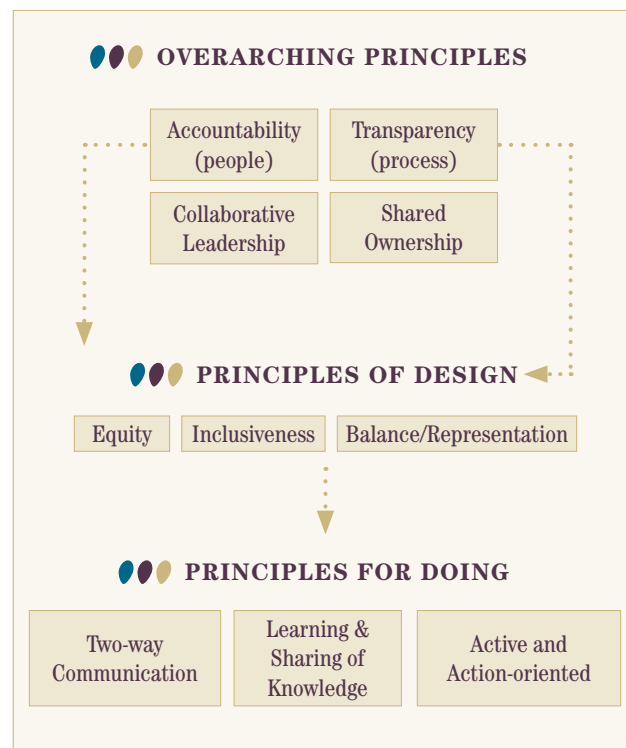 OVERARCHING PRINCIPLES
Accountability
(people)
Transparency
(process)
Collaborative
Leadership
Shared
Ownership
PRINCIPLES OF DESIGN
Equity
Inclusiveness
Balance/Representation
PRINCIPLES FOR DOING
Two-way
Communication
Learning &
Sharing of
Knowledge
Active and
Action-oriented